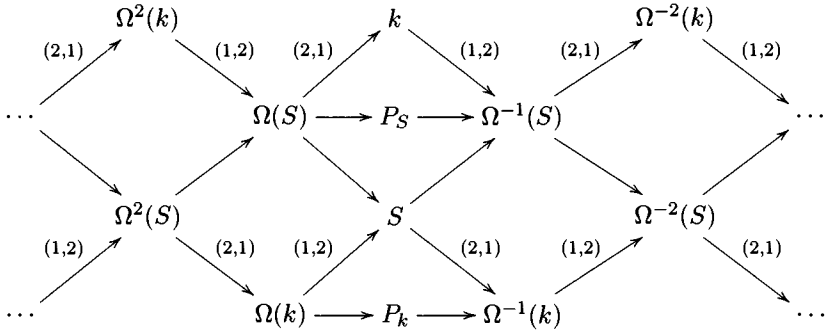 Ω²(k) k Ω⁻²(k)
(2,1) (1,2) (2,1) (1,2) (2,1) (1,2)
··· Ω(S) P_S Ω⁻¹(S) ···
Ω²(S) S Ω⁻²(S)
(1,2) (2,1) (1,2) (2,1) (1,2) (2,1)
··· Ω(k) P_k Ω⁻¹(k) ···